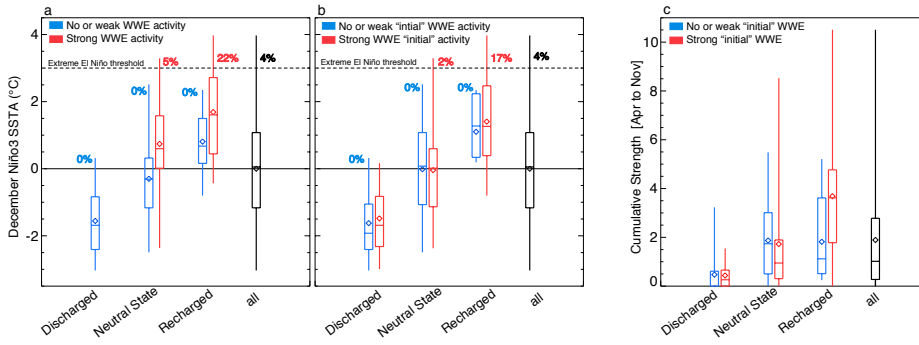 a
No or weak WWE activity
Strong WWE activity
December Niño3 SSTA (°C)
4
2
0
-2
Extreme El Niño threshold
0%
0%
5%
0%
22%
4%
Discharged
Neutral State
Recharged
all
b
No or weak “intial” WWE activity
Strong WWE “initial” activity
Extreme El Niño threshold
0%
0%
2%
0%
17%
4%
Discharged
Neutral State
Recharged
all
c
No or weak “initial” WWE
Strong “initial” WWE
Cumulative Strength [Apr to Nov]
10
8
6
4
2
0
Discharged
Neutral State
Recharged
all